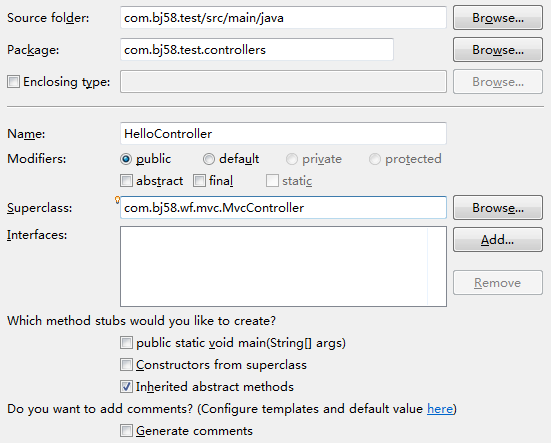 Source folder: com.bj58.test/src/main/java Browse...
Package: com.bj58.test.controllers Browse...
Enclosing type: Browse...
Name: HelloController
Modifiers: public default private protected
abstract final static
Superclass: com.bj58.wf.mvc.MvcController Browse...
Interfaces: Add...
Remove
Which method stubs would you like to create?
public static void main(String[] args)
Constructors from superclass
Inherited abstract methods
Do you want to add comments? (Configure templates and default value here)
Generate comments